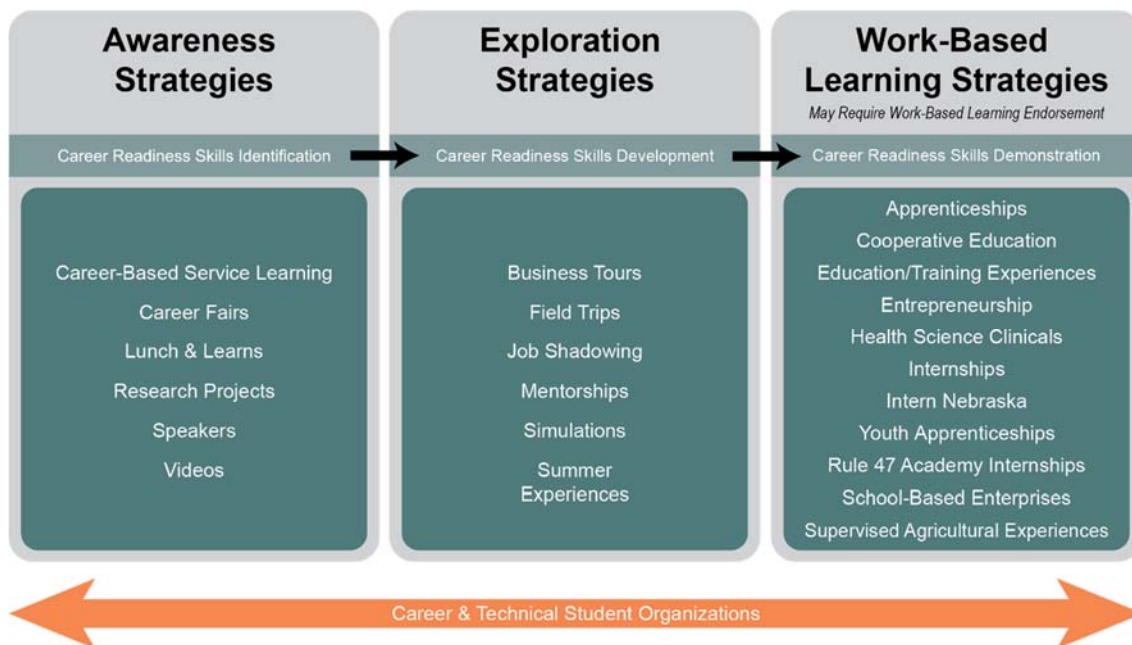 Awareness
Strategies
Career Readiness Skills Identification
Career-Based Service Learning
Career Fairs
Lunch & Learns
Research Projects
Speakers
Videos
Exploration
Strategies
Career Readiness Skills Development
Business Tours
Field Trips
Job Shadowing
Mentorships
Simulations
Summer
Experiences
Work-Based
Learning Strategies
May Require Work-Based Learning Endorsement
Career Readiness Skills Demonstration
Apprenticeships
Cooperative Education
Education/Training Experiences
Entrepreneurship
Health Science Clinicals
Internships
Intern Nebraska
Youth Apprenticeships
Rule 47 Academy Internships
School-Based Enterprises
Supervised Agricultural Experiences
Career & Technical Student Organizations